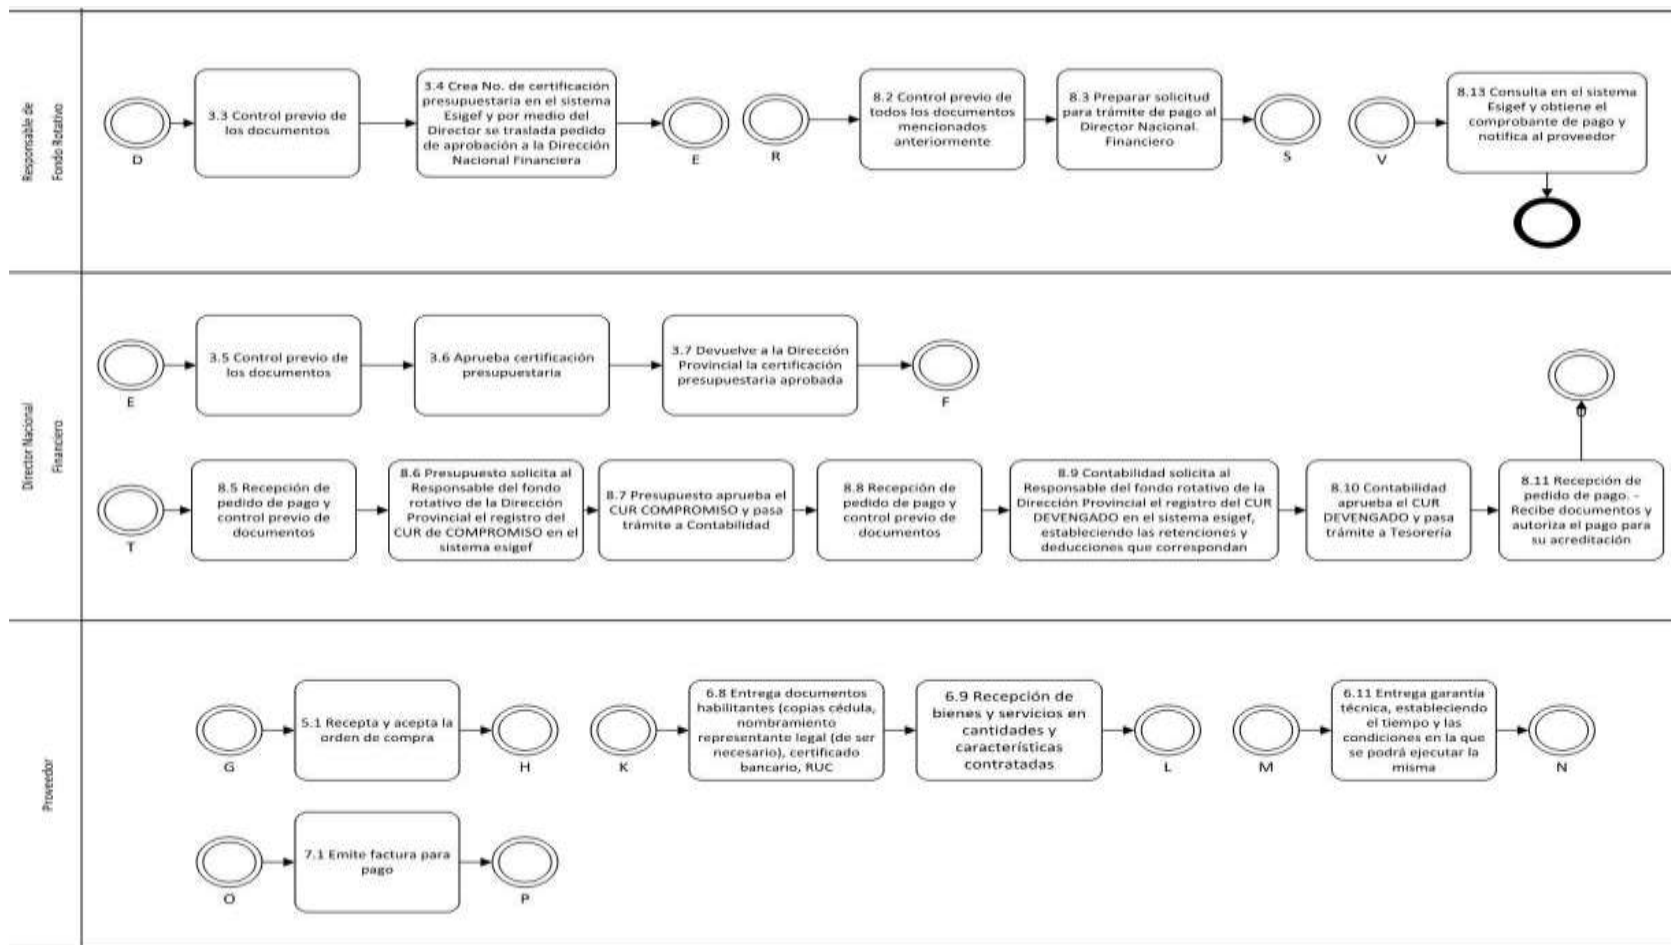 Responsable de
Fondo Rotativo
D
3.3 Control previo de
los documentos
3.4 Crea No. de certificación
presupuestaria en el sistema
Esigef y por medio del
Director se traslada pedido
de aprobación a la Dirección
Nacional Financiera
E
R
8.2 Control previo de
todos los documentos
mencionados
anteriormente
8.3 Preparar solicitud
para trámite de pago al
Director Nacional.
Financiero
S
V
8.13 Consulta en el sistema
Esigef y obtiene el
comprobante de pago y
notifica al proveedor
Director Nacional
Financiero
E
3.5 Control previo de
los documentos
3.6 Aprueba certificación
presupuestaria
3.7 Devuelve a la Dirección
Provincial la certificación
presupuestaria aprobada
F
T
8.5 Recepción de
pedido de pago y
control previo de
documentos
8.6 Presupuesto solicita al
Responsable del fondo
rotativo de la Dirección
Provincial el registro del
CUR de COMPROMISO en el
sistema esigef
8.7 Presupuesto aprueba el
CUR COMPROMISO y pasa
trámite a Contabilidad
8.8 Recepción de
pedido de pago y
control previo de
documentos
8.9 Contabilidad solicita al
Responsable del fondo rotativo de la
Dirección Provincial el registro del CUR
DEVENGADO en el sistema esigef,
estableciendo las retenciones y
deducciones que correspondan
8.10 Contabilidad
aprueba el CUR
DEVENGADO y pasa
trámite a Tesorería
8.11 Recepción de
pedido de pago. -
Recibe documentos y
autoriza el pago para
su acreditación
Proveedor
G
5.1 Recepta y acepta la
orden de compra
H
K
6.8 Entrega documentos
habilitantes (copias cédula,
nombramiento
representante legal (de ser
necesario), certificado
bancario, RUC
6.9 Recepción de
bienes y servicios en
cantidades y
características
contratadas
L
M
6.11 Entrega garantía
técnica, estableciendo
el tiempo y las
condiciones en la que
se podrá ejecutar la
misma
N
O
7.1 Emite factura para
pago
P